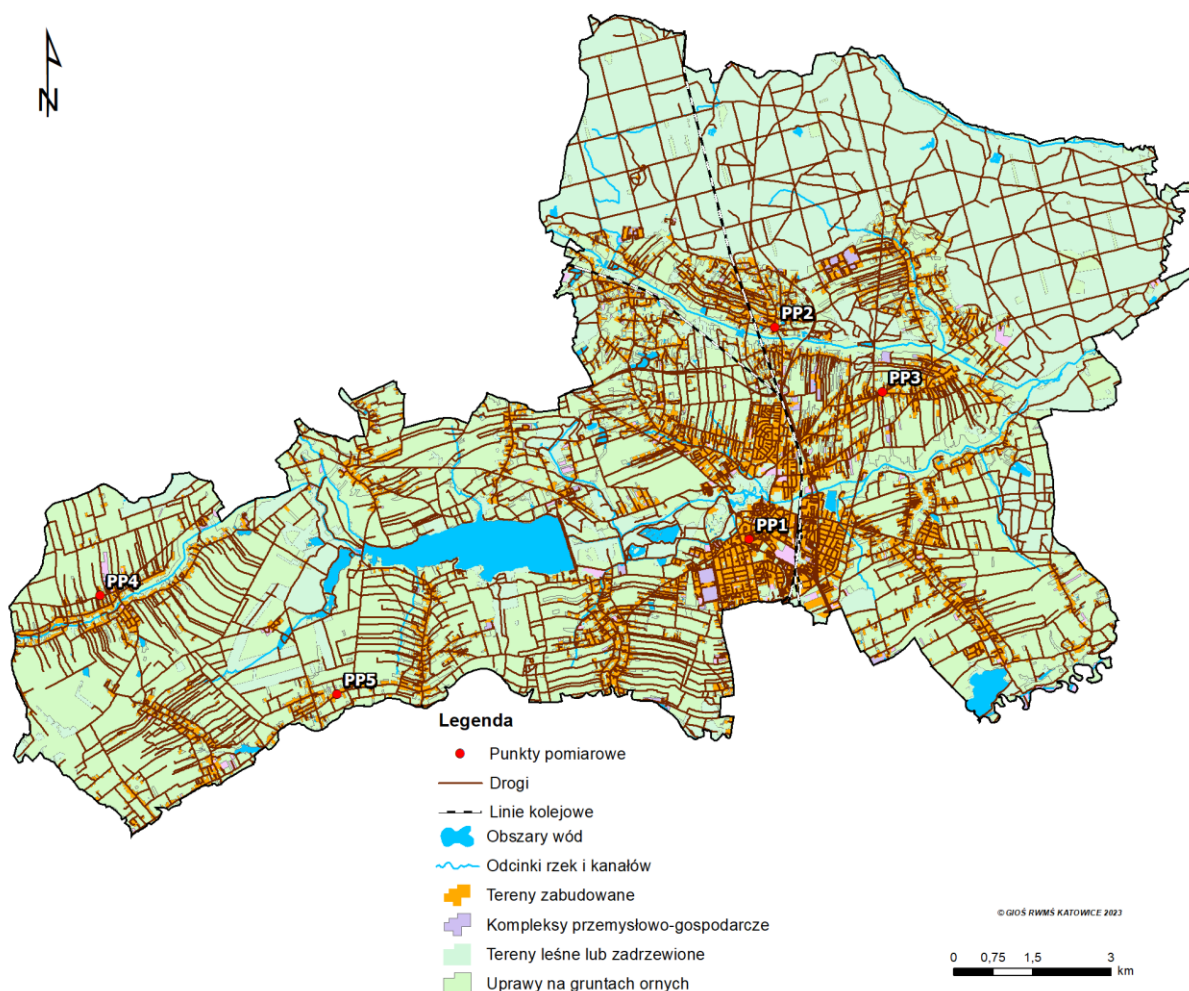 N
PP2
PP3
PP1
PP4
PP5
Legenda
Punkty pomiarowe
Drogi
Linie kolejowe
Obszary wód
Odcinki rzek i kanałów
Tereny zabudowane
Kompleksy przemysłowo-gospodarcze
Tereny leśne lub zadrzewione
Uprawy na gruntach ornych
© GIOŚ RWMŚ KATOWICE 2023
0 0,75 1,5 3
km